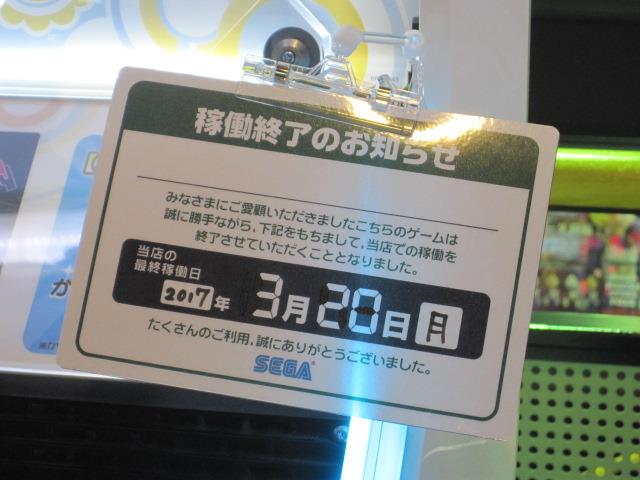 稼働終了のお知らせ
みなさまにご愛顧いただきましたこちらのゲームは
誠に勝手ながら、下記をもちまして、当店での稼働を
終了させていただくこととなりました。
当店の
最終稼働日
2017年 3月20日 月
たくさんのご利用、誠にありがとうございました。
SEGA
か